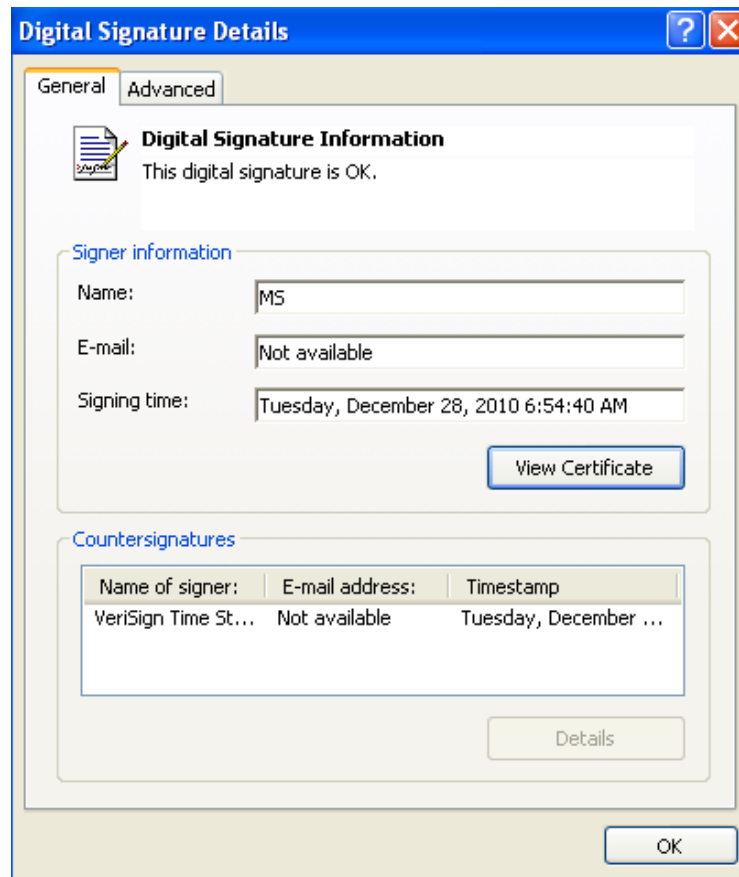 Digital Signature Details
General Advanced
Digital Signature Information
This digital signature is OK.
Signer information
Name: MS
E-mail: Not available
Signing time: Tuesday, December 28, 2010 6:54:40 AM
View Certificate
Countersignatures
Name of signer: E-mail address: Timestamp
VeriSign Time St... Not available Tuesday, December ...
Details
OK